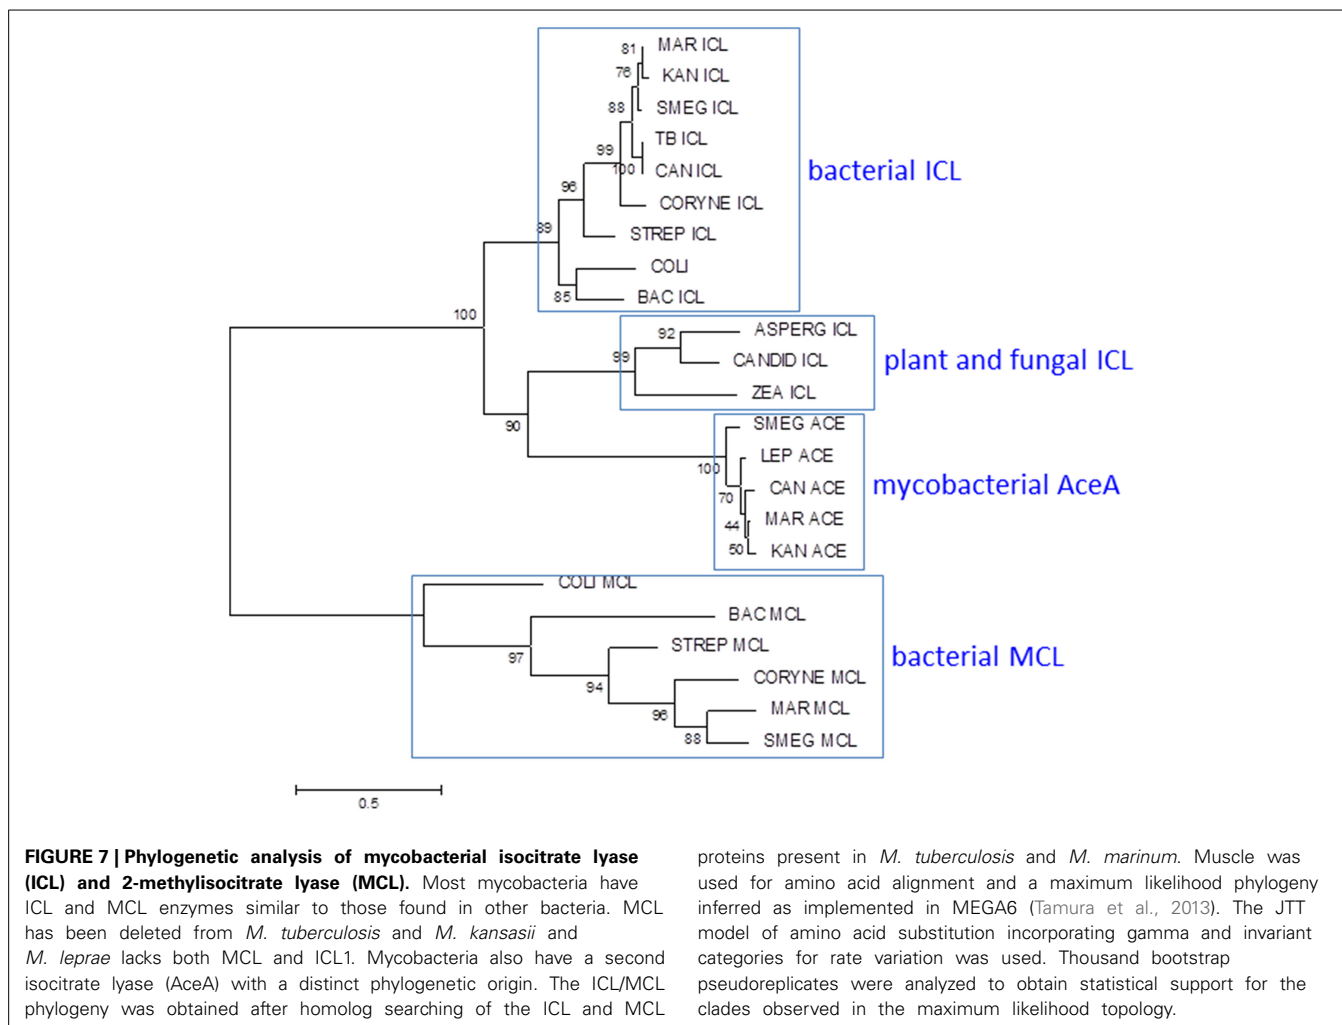 81
MAR ICL
76
KAN ICL
88
SMEG ICL
TB ICL
99
100
CAN ICL
bacterial ICL
96
CORYNE ICL
89
STREP ICL
COLI
85
BAC ICL
100
92
ASPERG ICL
99
CANDID ICL
plant and fungal ICL
ZEA ICL
90
SMEG ACE
100
LEP ACE
70
CAN ACE
mycobacterial AceA
44
MAR ACE
50
KAN ACE
COLI MCL
BAC MCL
97
STREP MCL
bacterial MCL
94
CORYNE MCL
96
MAR MCL
88
SMEG MCL
0.5
FIGURE 7 | Phylogenetic analysis of mycobacterial isocitrate lyase
(ICL) and 2-methylisocitrate lyase (MCL). Most mycobacteria have
ICL and MCL enzymes similar to those found in other bacteria. MCL
has been deleted from M. tuberculosis and M. kansasii and
M. leprae lacks both MCL and ICL1. Mycobacteria also have a second
isocitrate lyase (AceA) with a distinct phylogenetic origin. The ICL/MCL
phylogeny was obtained after homolog searching of the ICL and MCL
proteins present in M. tuberculosis and M. marinum. Muscle was
used for amino acid alignment and a maximum likelihood phylogeny
inferred as implemented in MEGA6 (Tamura et al., 2013). The JTT
model of amino acid substitution incorporating gamma and invariant
categories for rate variation was used. Thousand bootstrap
pseudoreplicates were analyzed to obtain statistical support for the
clades observed in the maximum likelihood topology.